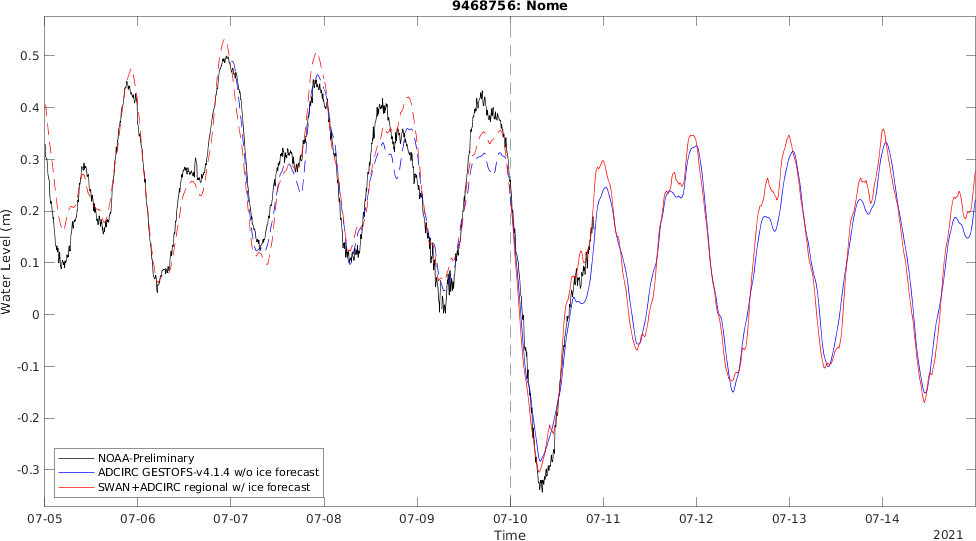 9468756: Nome
0.5
0.4
0.3
0.2
0.1
0
-0.1
-0.2
-0.3
Water Level (m)
NOAA-Preliminary
ADCIRC GESTOFS-v4.1.4 w/o ice forecast
SWAN+ADCIRC regional w/ ice forecast
07-05 07-06 07-07 07-08 07-09 07-10 07-11 07-12 07-13 07-14
Time
2021